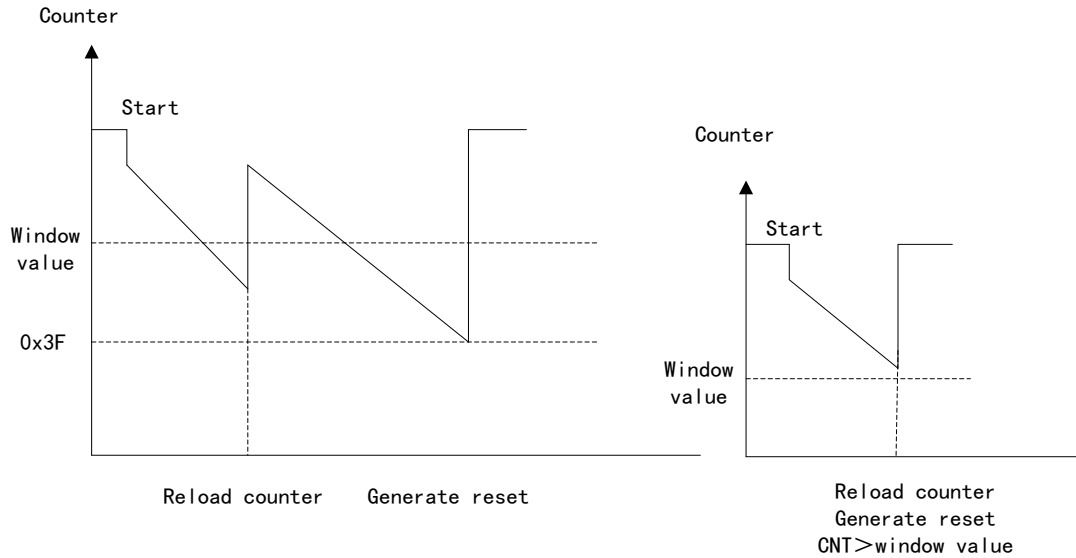 Counter
Start
Window
value
0x3F
Reload counter
Generate reset
Counter
Start
Window
value
Reload counter
Generate reset
CNT＞window value